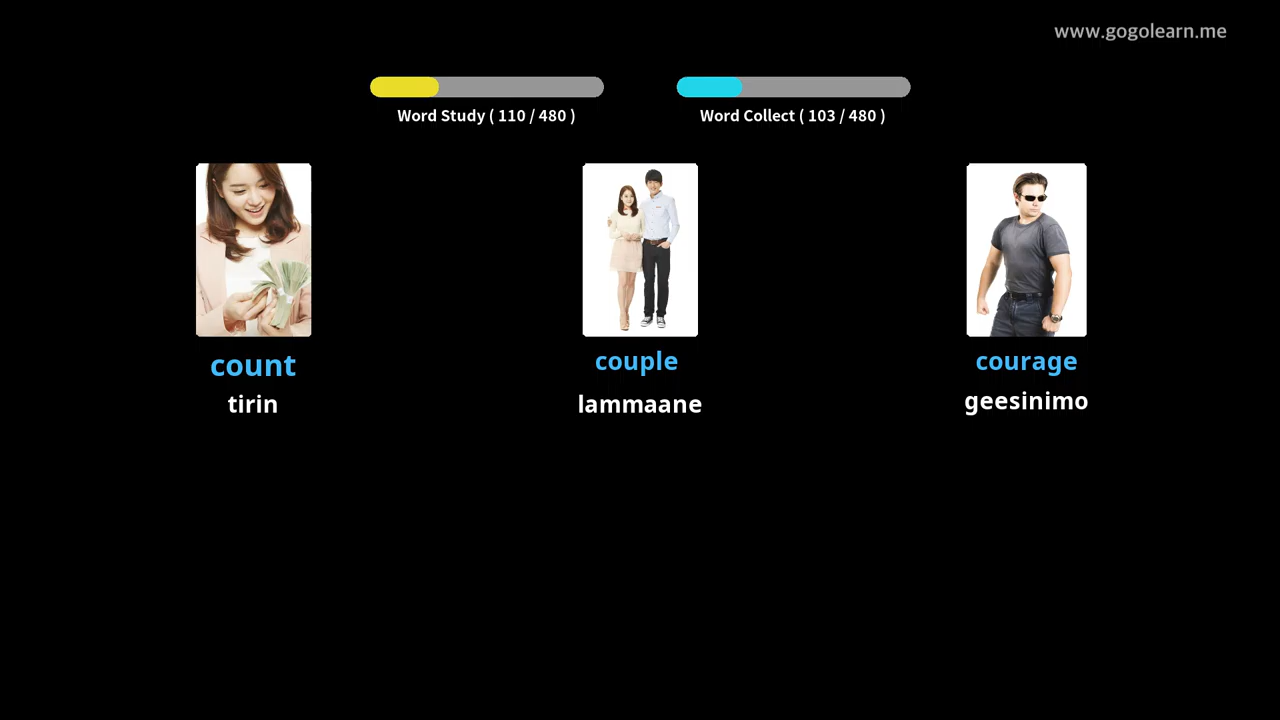 www.gogolearn.me
Word Study ( 110 / 480 )
Word Collect ( 103 / 480 )
count
couple
courage
tirin
lammaane
geesinimo